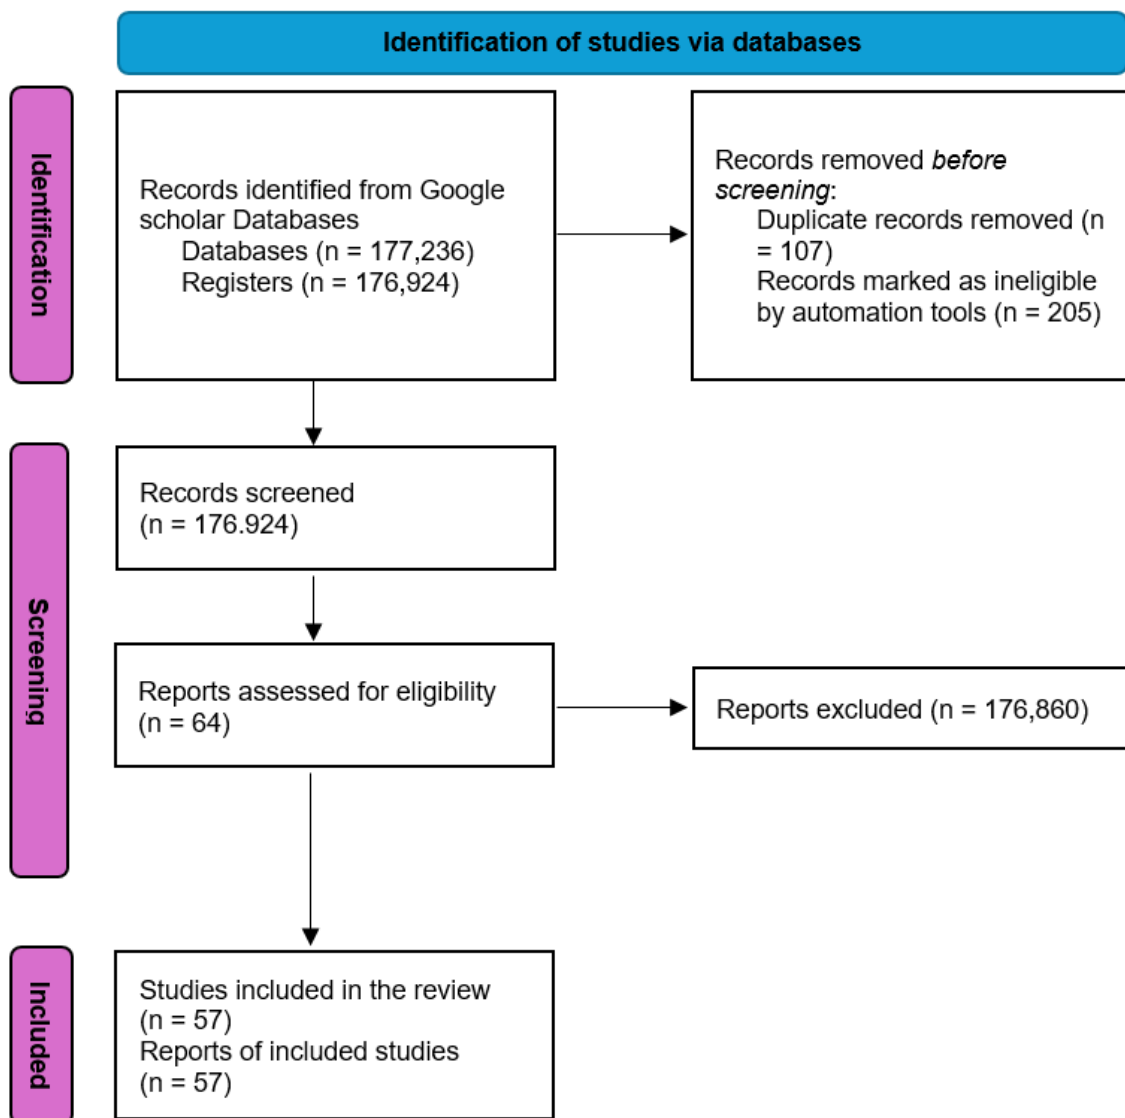 Identification of studies via databases
Identification
Records identified from Google
scholar Databases
Databases (n = 177,236)
Registers (n = 176,924)
Records removed before
screening:
Duplicate records removed (n
= 107)
Records marked as ineligible
by automation tools (n = 205)
Screening
Records screened
(n = 176.924)
Reports assessed for eligibility
(n = 64)
Reports excluded (n = 176,860)
Included
Studies included in the review
(n = 57)
Reports of included studies
(n = 57)